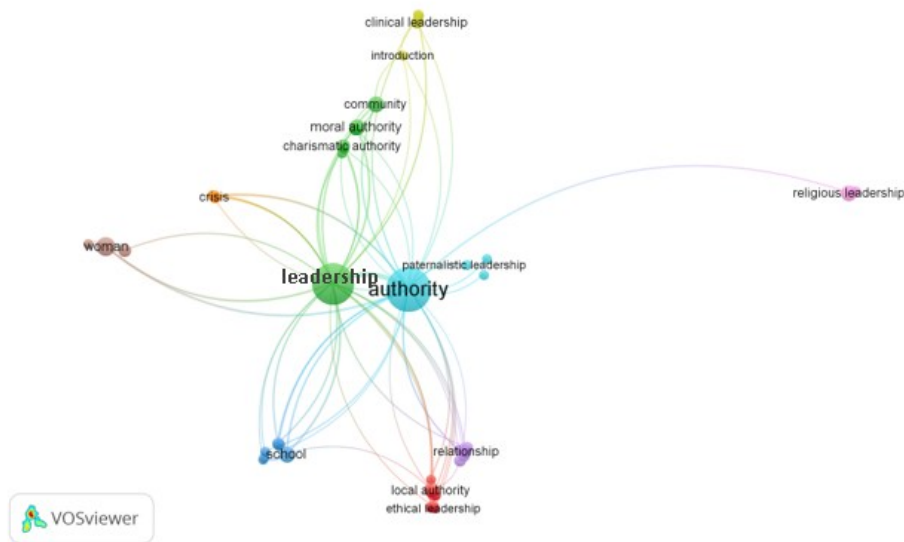 clinical leadership
introduction
community
moral authority
charismatic authority
crisis
religious leadership
woman
paternalistic leadership
leadership
authority
school
relationship
local authority
ethical leadership
VOSviewer